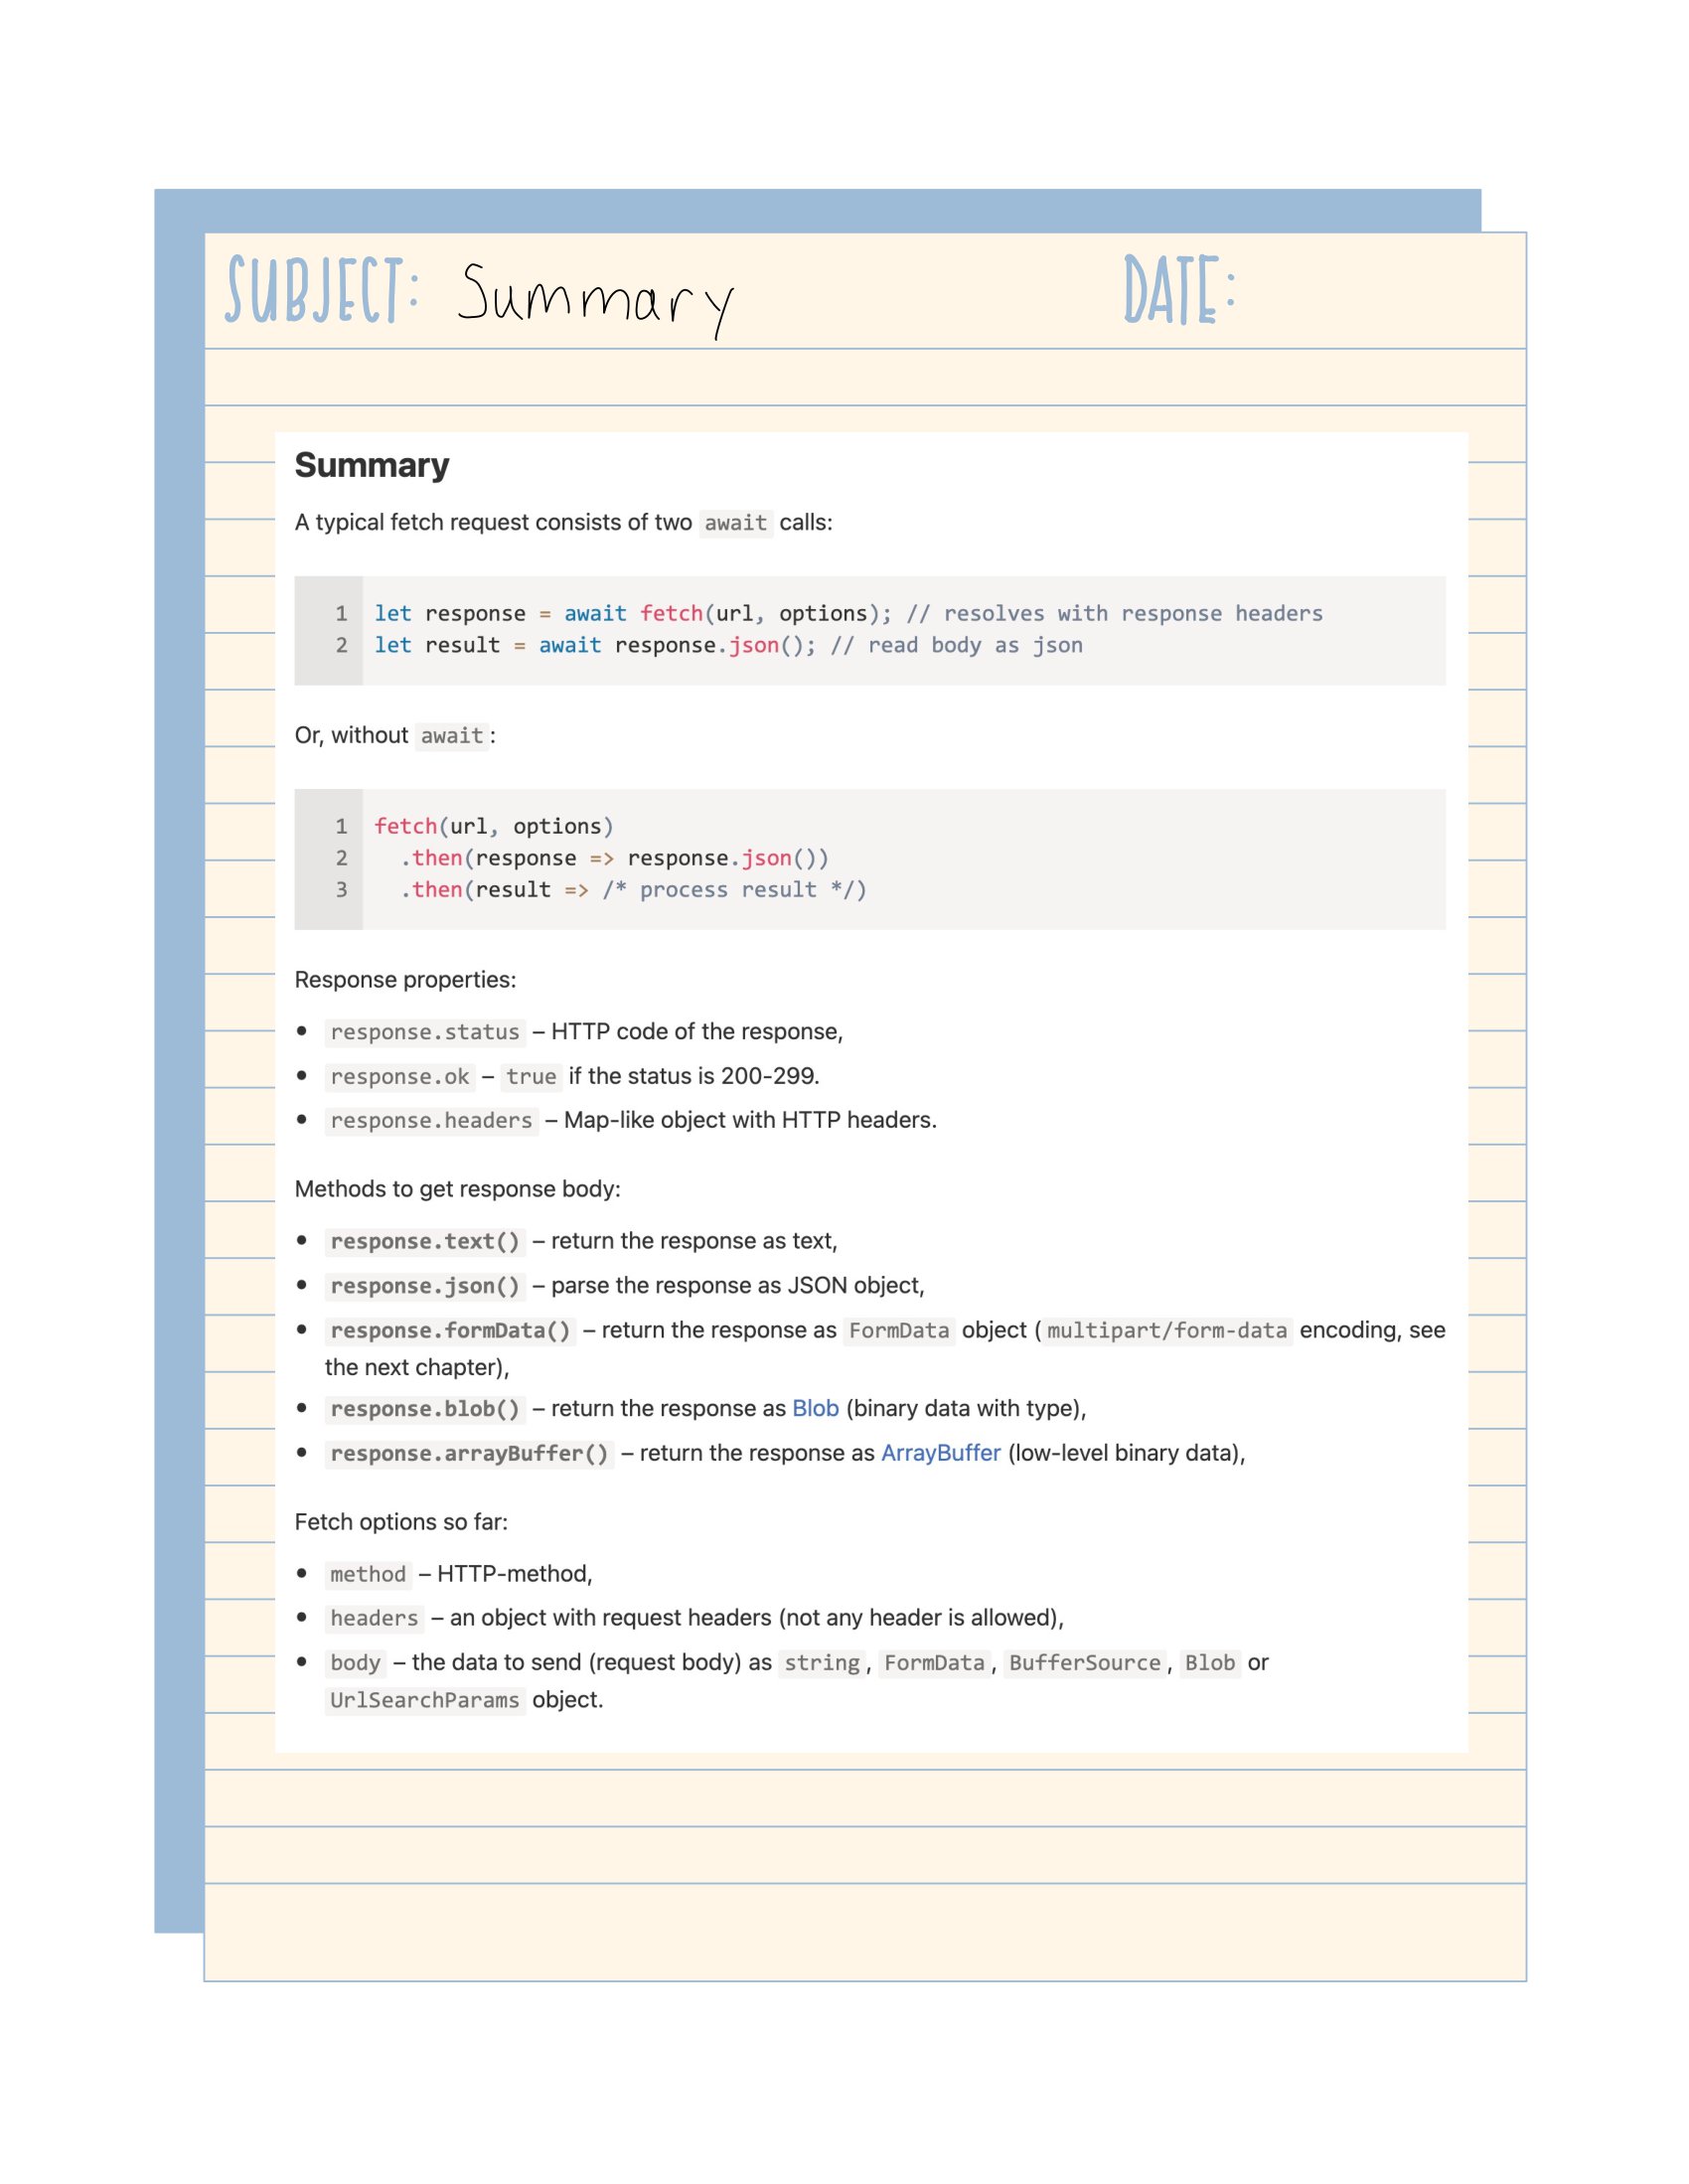 SUBJECT: Summary DATE:
Summary
A typical fetch request consists of two await calls:
1 let response = await fetch(url, options); // resolves with response headers
2 let result = await response.json(); // read body as json
Or, without await:
1 fetch(url, options)
2   .then(response => response.json())
3   .then(result => /* process result */)
Response properties:
• response.status – HTTP code of the response,
• response.ok – true if the status is 200-299.
• response.headers – Map-like object with HTTP headers.
Methods to get response body:
• response.text() – return the response as text,
• response.json() – parse the response as JSON object,
• response.formData() – return the response as FormData object (multipart/form-data encoding, see
the next chapter),
• response.blob() – return the response as Blob (binary data with type),
• response.arrayBuffer() – return the response as ArrayBuffer (low-level binary data),
Fetch options so far:
• method – HTTP-method,
• headers – an object with request headers (not any header is allowed),
• body – the data to send (request body) as string, FormData, BufferSource, Blob or
UrlSearchParams object.